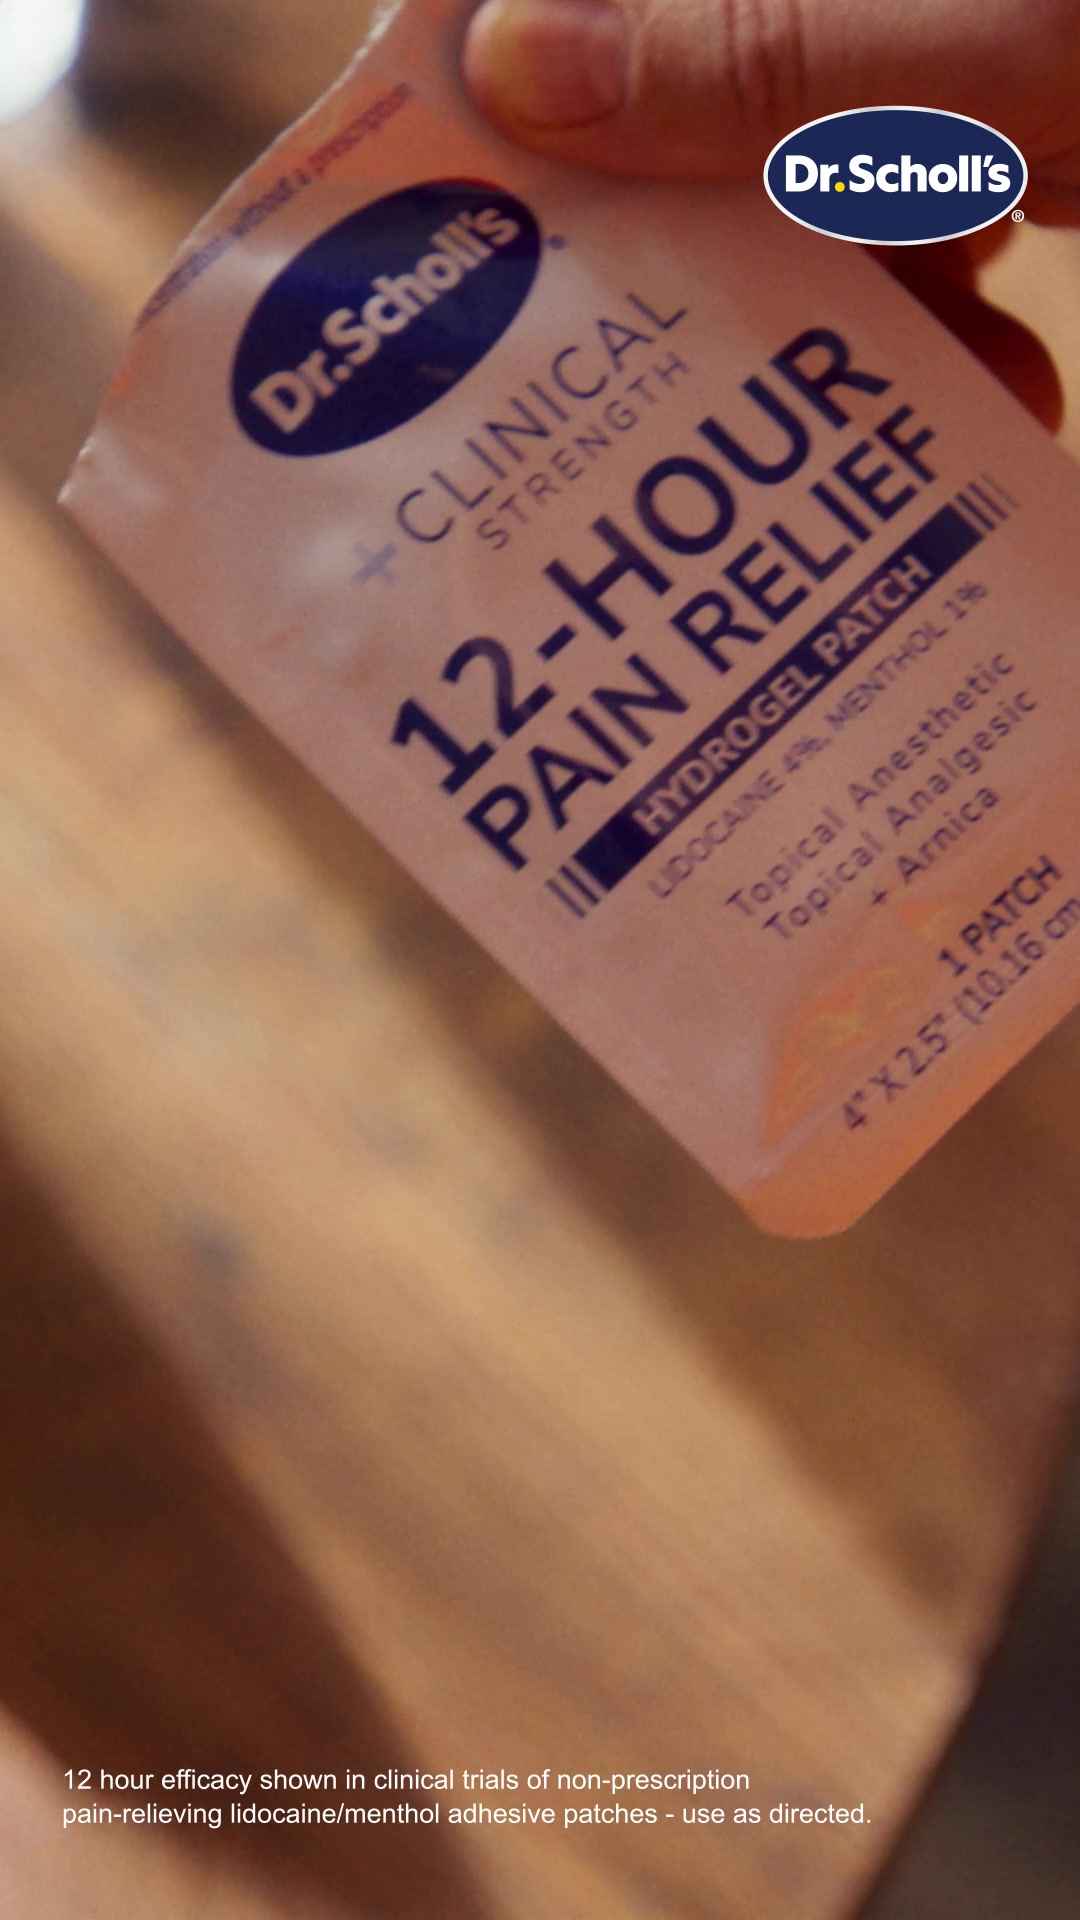 Dr.Scholl's®
without a prescription
Dr.Scholl's®
+CLINICAL
STRENGTH
12-HOUR
PAIN RELIEF
HYDROGEL PATCH
LIDOCAINE 4%, MENTHOL 1%
Topical Anesthetic
Topical Analgesic
+ Arnica
1 PATCH
4" X 2.5" (10.16 cm
12 hour efficacy shown in clinical trials of non-prescription
pain-relieving lidocaine/menthol adhesive patches - use as directed.